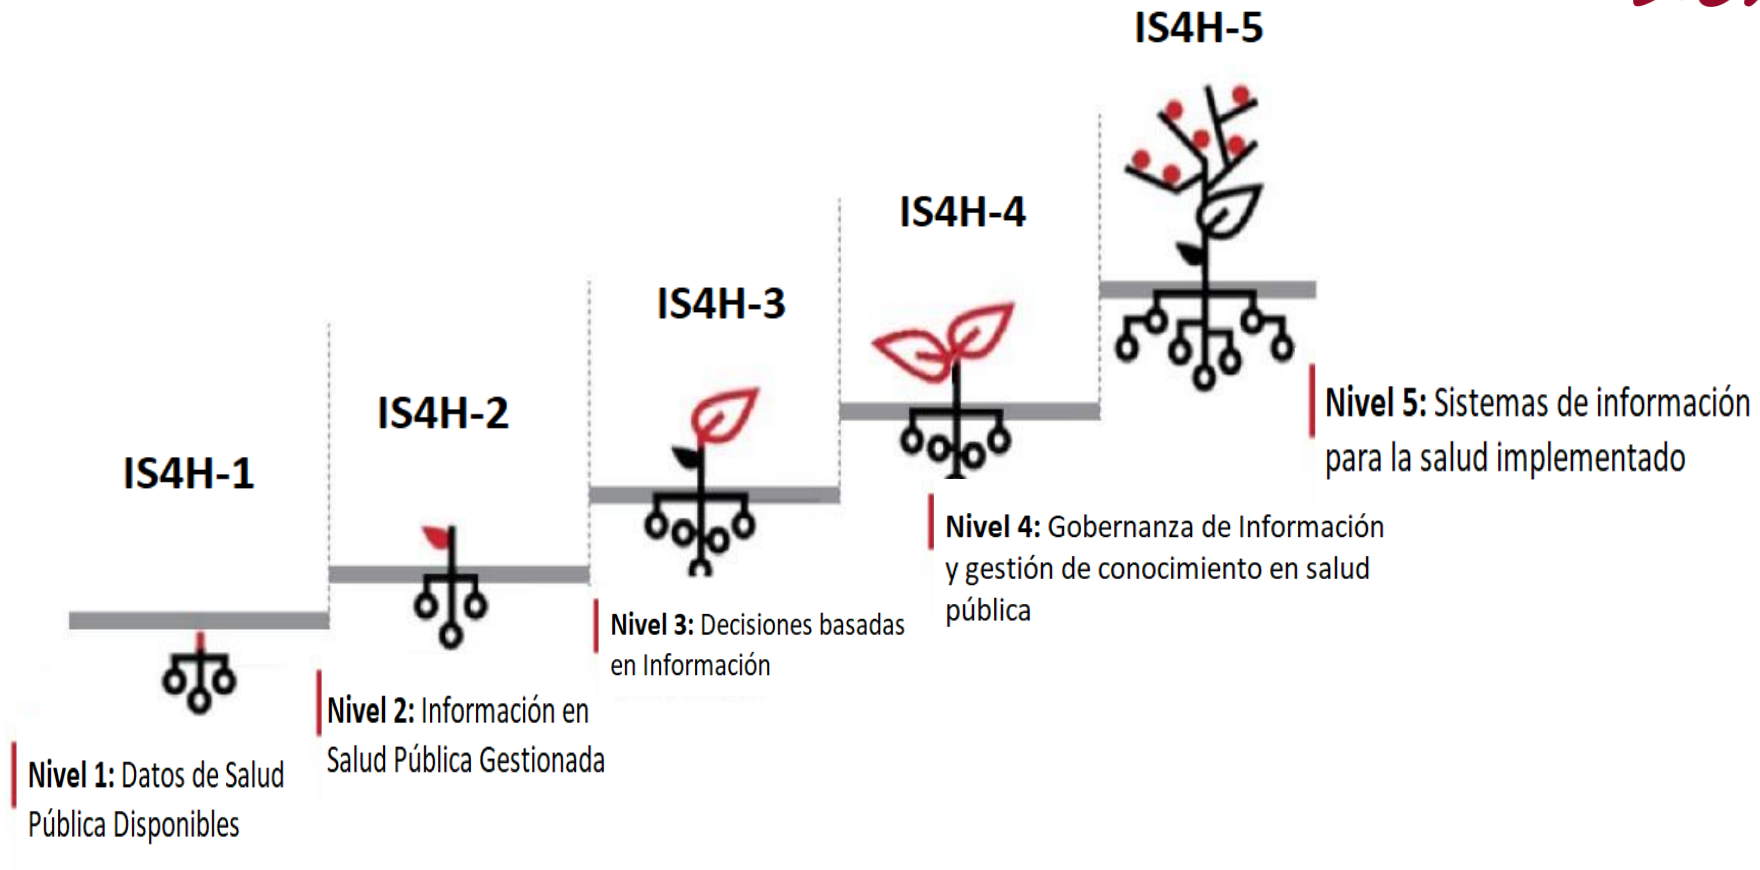 IS4H-1
IS4H-2
IS4H-3
IS4H-4
IS4H-5
Nivel 1: Datos de Salud
Pública Disponibles
Nivel 2: Información en
Salud Pública Gestionada
Nivel 3: Decisiones basadas
en Información
Nivel 4: Gobernanza de Información
y gestión de conocimiento en salud
pública
Nivel 5: Sistemas de información
para la salud implementado